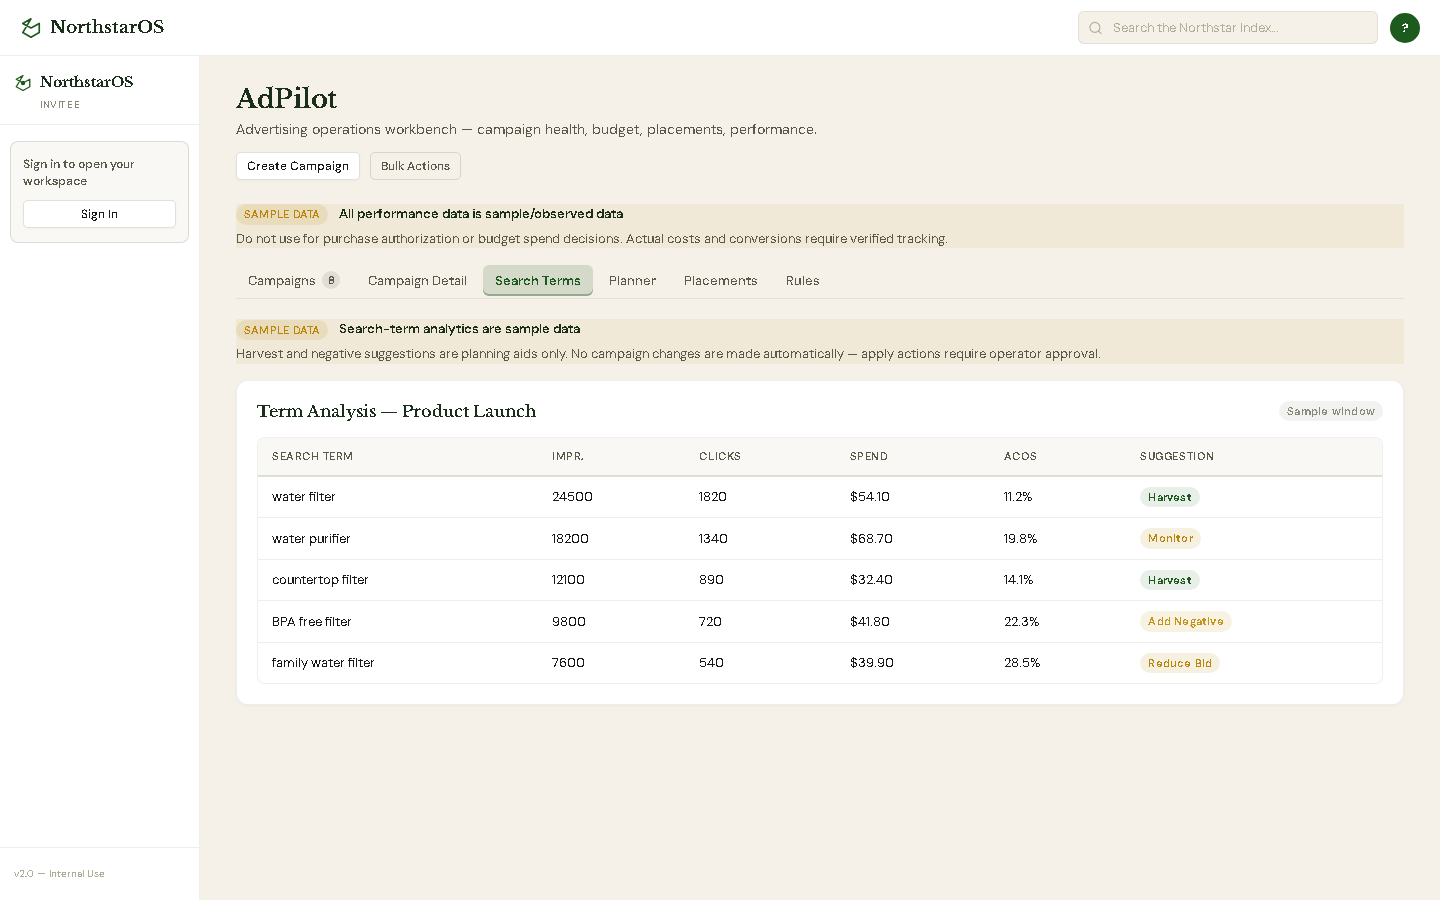 NorthstarOS
Search the Northstar Index...
?
NorthstarOS
INVITEE
Sign in to open your
workspace
Sign In
v2.0 — Internal Use
AdPilot
Advertising operations workbench — campaign health, budget, placements, performance.
Create Campaign
Bulk Actions
SAMPLE DATA All performance data is sample/observed data
Do not use for purchase authorization or budget spend decisions. Actual costs and conversions require verified tracking.
Campaigns 8 Campaign Detail Search Terms Planner Placements Rules
SAMPLE DATA Search-term analytics are sample data
Harvest and negative suggestions are planning aids only. No campaign changes are made automatically — apply actions require operator approval.
Term Analysis — Product Launch
Sample window
SEARCH TERM IMPR. CLICKS SPEND ACOS SUGGESTION
water filter 24500 1820 $54.10 11.2% Harvest
water purifier 18200 1340 $68.70 19.8% Monitor
countertop filter 12100 890 $32.40 14.1% Harvest
BPA free filter 9800 720 $41.80 22.3% Add Negative
family water filter 7600 540 $39.90 28.5% Reduce Bid